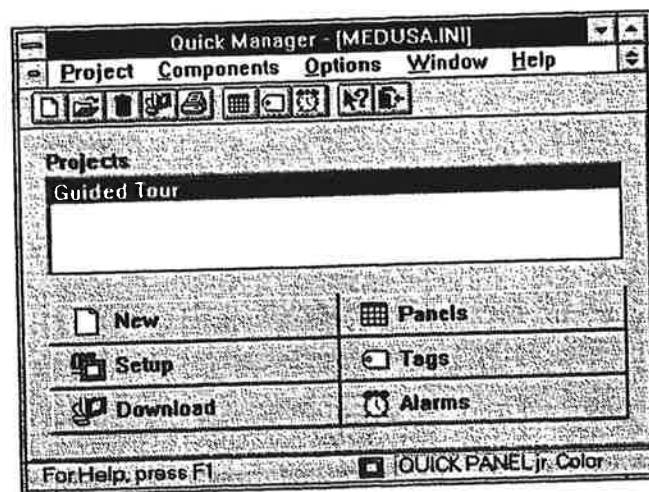 Quick Manager - [MEDUSA.INI]
Project Components Options Window Help
Projects
Guided Tour
New Panels
Setup Tags
Download Alarms
For Help, press F1 QUICK PANEL jr. Color